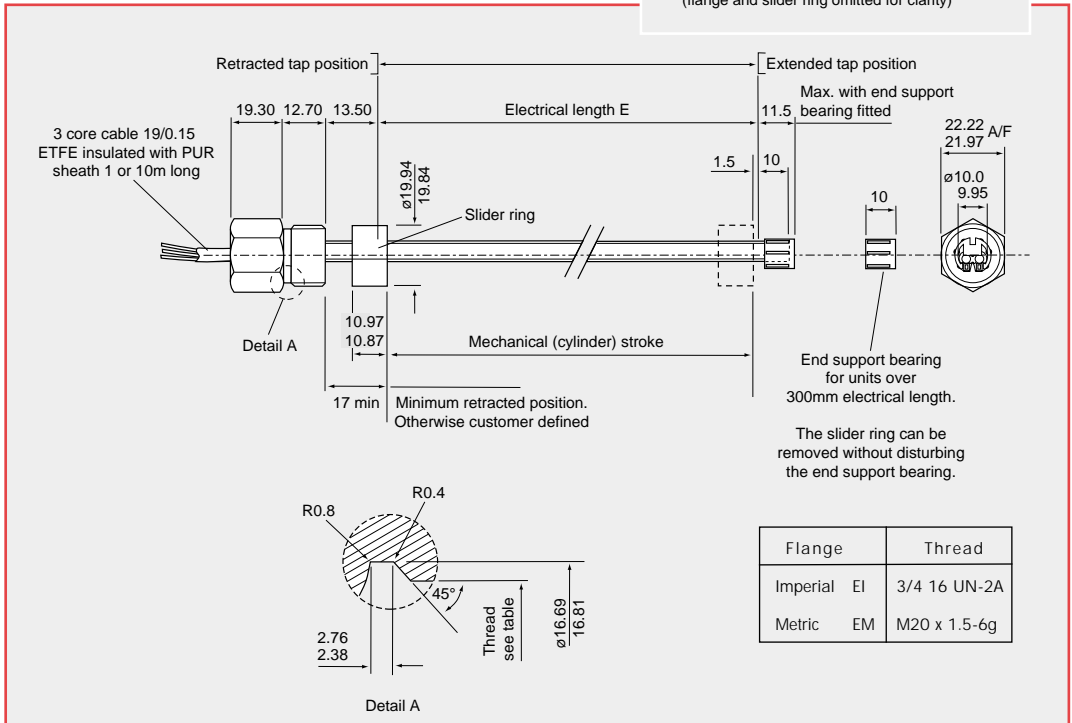 (flange and slider ring omitted for clarity)
Retracted tap position
Extended tap position
19.30
12.70
13.50
Electrical length E
11.5
Max. with end support
bearing fitted
3 core cable 19/0.15
ETFE insulated with PUR
sheath 1 or 10m long
ø19.94
19.84
Slider ring
1.5
10
10
22.22
21.97
A/F
ø10.0
9.95
Detail A
10.97
10.87
Mechanical (cylinder) stroke
17 min
Minimum retracted position.
Otherwise customer defined
End support bearing
for units over
300mm electrical length.
The slider ring can be
removed without disturbing
the end support bearing.
R0.8
R0.4
45°
Thread
see table
ø16.69
16.81
2.76
2.38
Detail A
Flange Thread
Imperial EI 3/4 16 UN-2A
Metric EM M20 x 1.5-6g